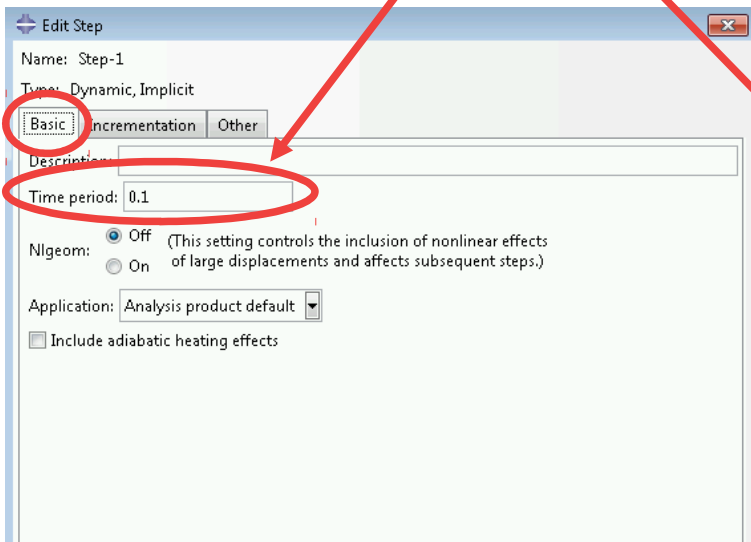 Edit Step
Name: Step-1
Type: Dynamic, Implicit
Basic Incrementation Other
Description:
Time period: 0.1
Nlgeom: Off (This setting controls the inclusion of nonlinear effects
On of large displacements and affects subsequent steps.)
Application: Analysis product default
Include adiabatic heating effects